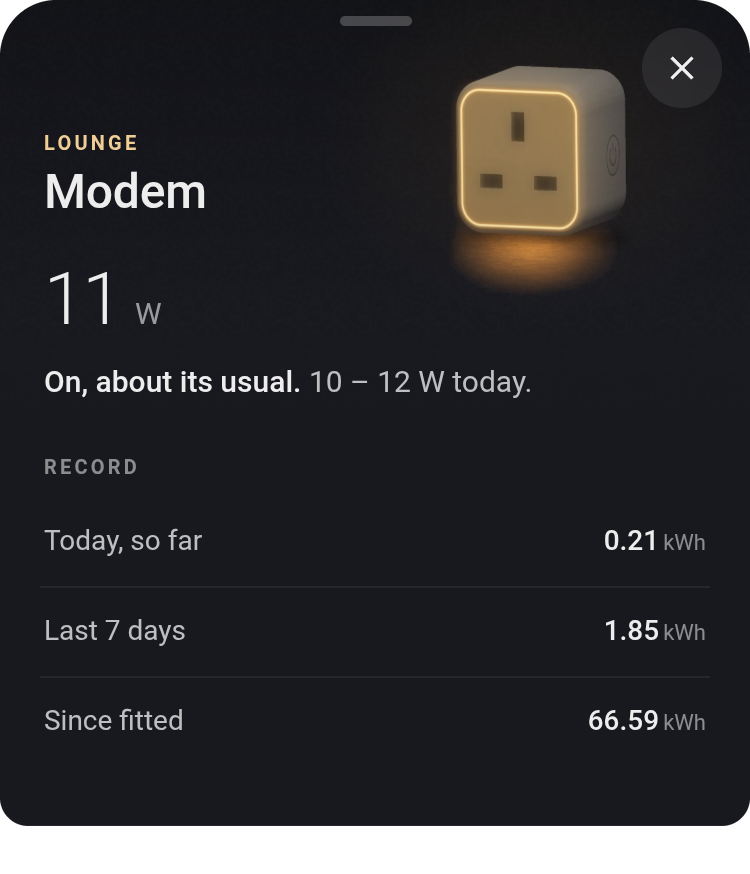 LOUNGE
Modem
11 W
On, about its usual. 10 – 12 W today.
RECORD
Today, so far 0.21 kWh
Last 7 days 1.85 kWh
Since fitted 66.59 kWh